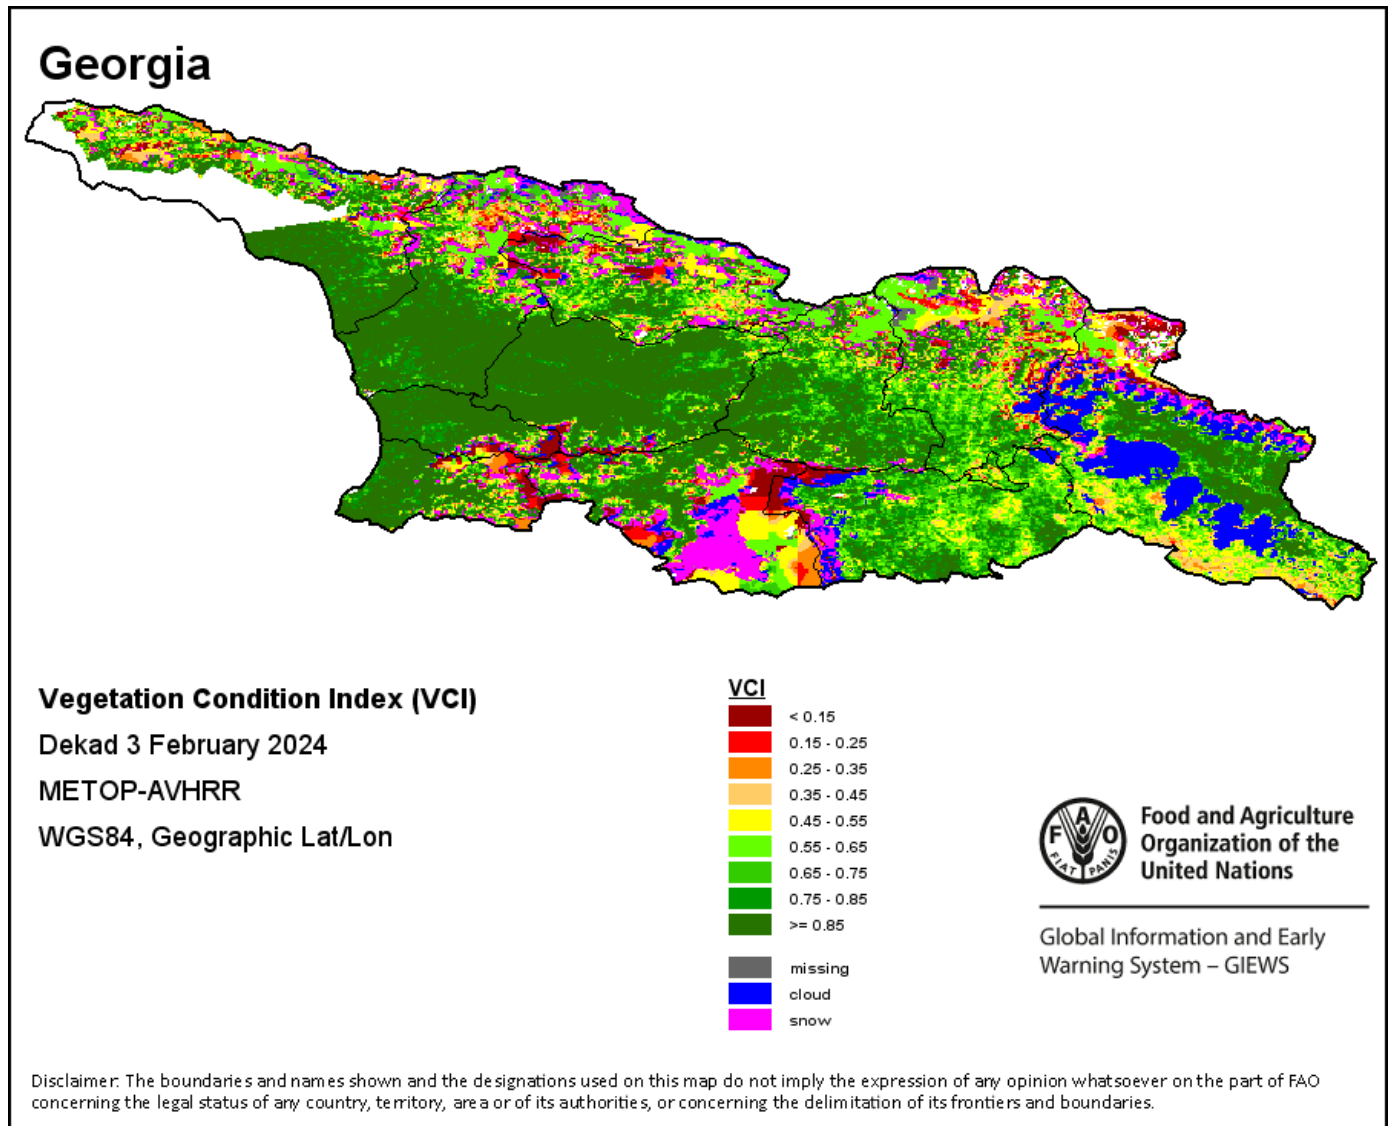 Georgia
Vegetation Condition Index (VCI)
Dekad 3 February 2024
METOP-AVHRR
WGS84, Geographic Lat/Lon
VCI
< 0.15
0.15 - 0.25
0.25 - 0.35
0.35 - 0.45
0.45 - 0.55
0.55 - 0.65
0.65 - 0.75
0.75 - 0.85
>= 0.85
missing
cloud
snow
F A O
FIAT PANIS
Food and Agriculture
Organization of the
United Nations
Global Information and Early
Warning System – GIEWS
Disclaimer: The boundaries and names shown and the designations used on this map do not imply the expression of any opinion whatsoever on the part of FAO
concerning the legal status of any country, territory, area or of its authorities, or concerning the delimitation of its frontiers and boundaries.